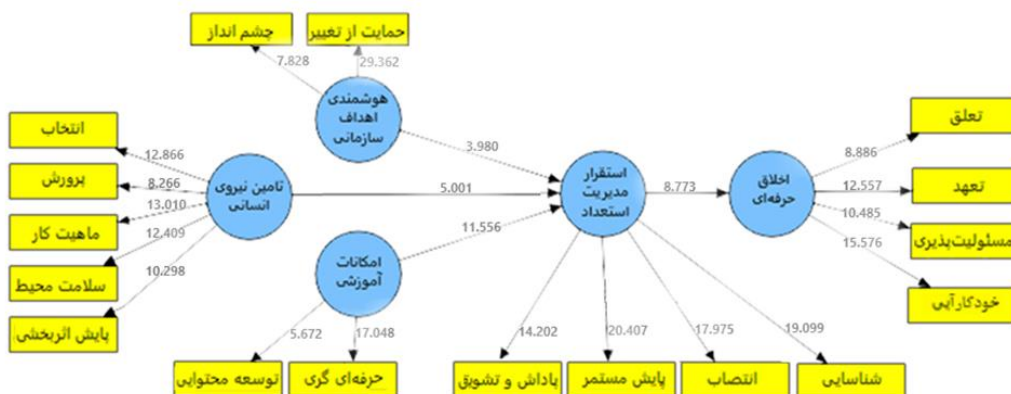 چشم انداز
حمایت از تغییر
7.828
29.362
هوشمندی
اهداف
سازمانی
3.980
انتخاب
پرورش
ماهیت کار
سلامت محیط
پایش اثربخشی
12.866
8.266
13.010
12.409
10.298
تامین نیروی
انسانی
5.001
امکانات
آموزشی
11.556
5.672
17.048
توسعه محتوایی
حرفه‌ای گری
استقرار
مدیریت
استعداد
8.773
14.202
20.407
17.975
19.099
پاداش و تشویق
پایش مستمر
انتصاب
شناسایی
اخلاق
حرفه‌ای
8.886
12.557
10.485
15.576
تعلق
تعهد
مسئولیت‌پذیری
خودکارآیی